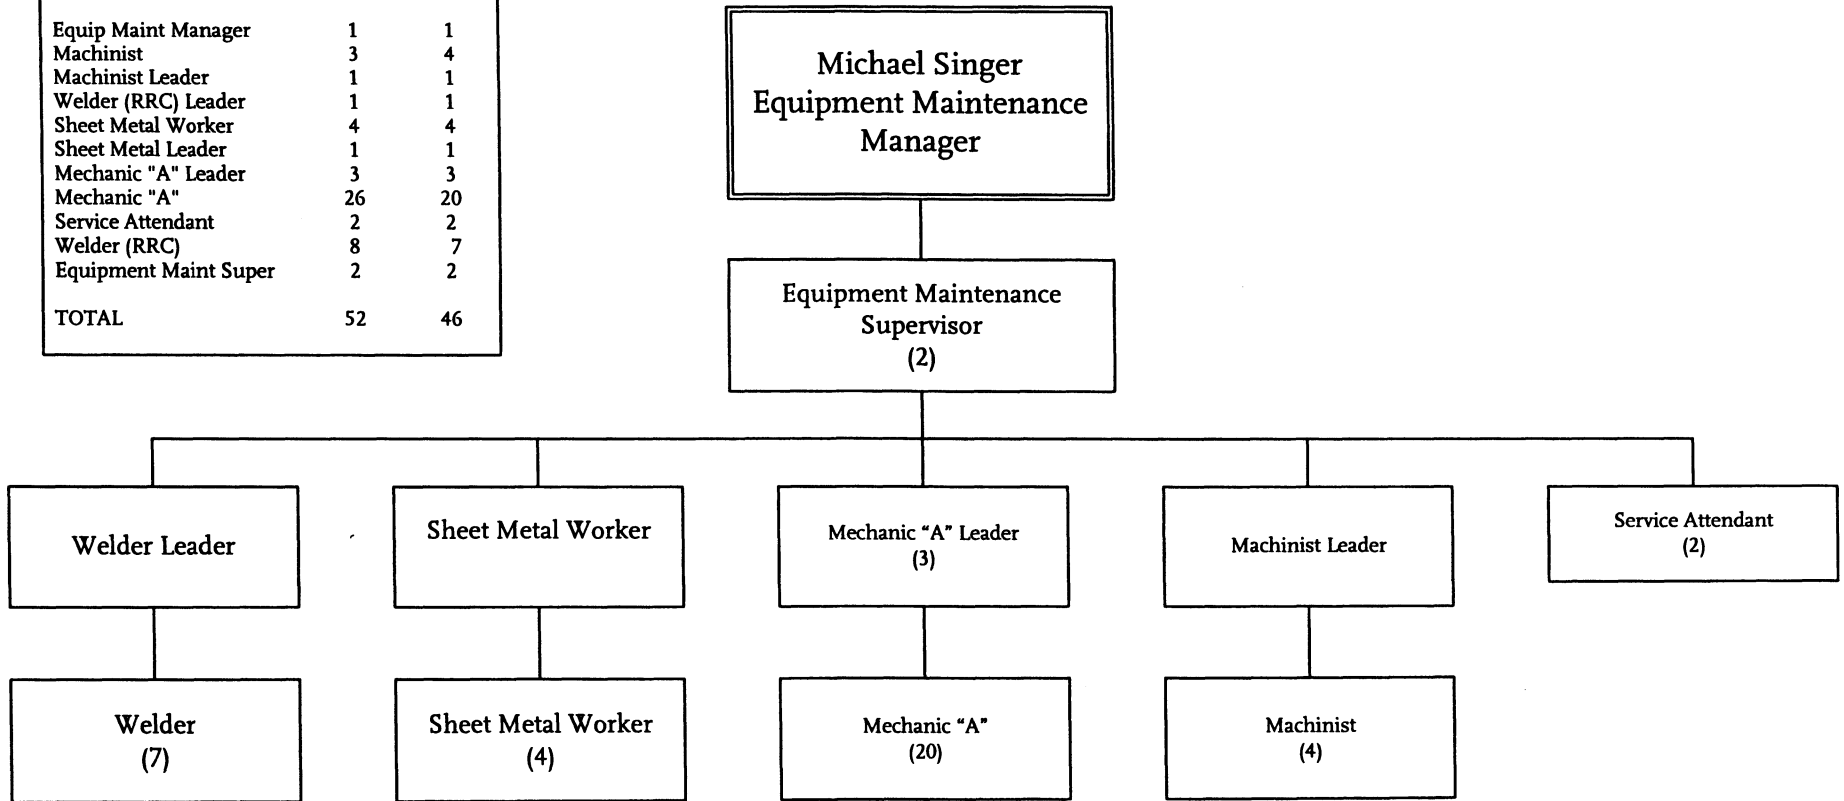 Equip Maint Manager 1 1
Machinist 3 4
Machinist Leader 1 1
Welder (RRC) Leader 1 1
Sheet Metal Worker 4 4
Sheet Metal Leader 1 1
Mechanic "A" Leader 3 3
Mechanic "A" 26 20
Service Attendant 2 2
Welder (RRC) 8 7
Equipment Maint Super 2 2
TOTAL 52 46
Michael Singer
Equipment Maintenance
Manager
Equipment Maintenance
Supervisor
(2)
Welder Leader
Sheet Metal Worker
Mechanic “A” Leader
(3)
Machinist Leader
Service Attendant
(2)
Welder
(7)
Sheet Metal Worker
(4)
Mechanic “A”
(20)
Machinist
(4)